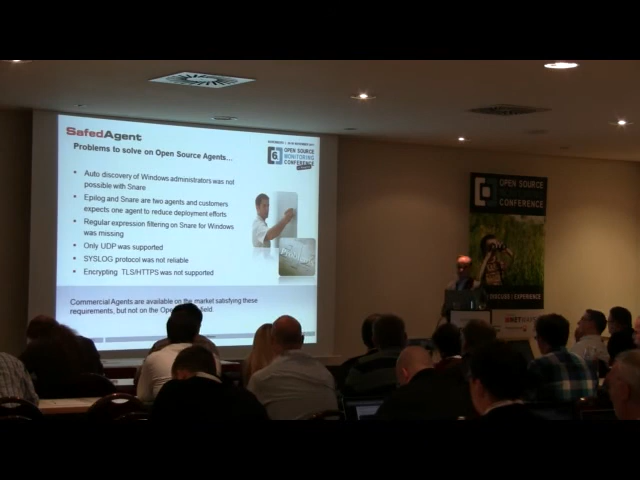 SafedAgent
Problems to solve on Open Source Agents...
6.
OPEN SOURCE
MONITORING
CONFERENCE
Auto discovery of Windows administrators was not
possible with Snare
Epilog and Snare are two agents and customers
expects one agent to reduce deployment efforts
Regular expression filtering on Snare for Windows
was missing
Only UDP was supported
SYSLOG protocol was not reliable
Encrypting TLS/HTTPS was not supported
Commercial Agents are available on the market satisfying these
requirements, but not on the Open
field.
OPEN SOURCE
CONFERENCE